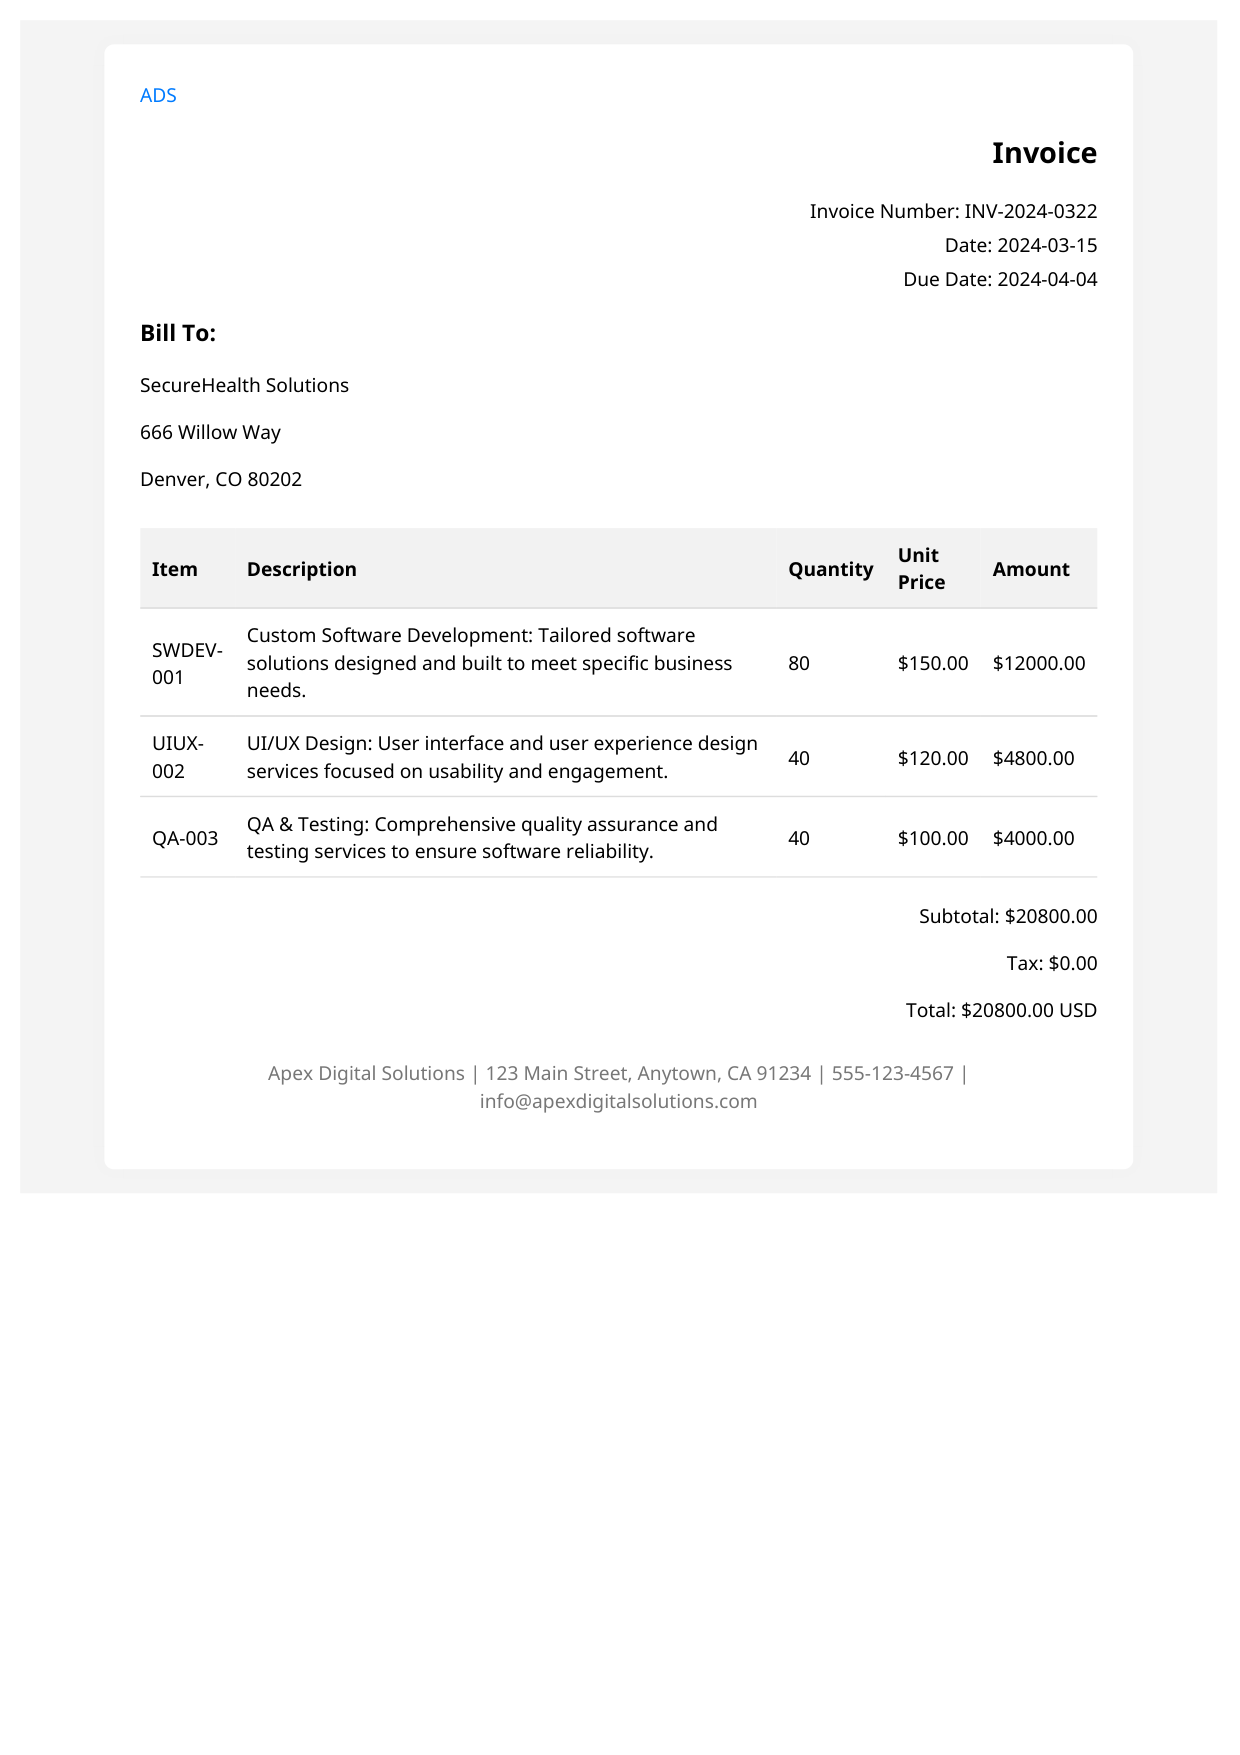 ADS
Invoice
Invoice Number: INV-2024-0322
Date: 2024-03-15
Due Date: 2024-04-04
Bill To:
SecureHealth Solutions
666 Willow Way
Denver, CO 80202
Item Description Quantity Unit Price Amount
SWDEV-001 Custom Software Development: Tailored software solutions designed and built to meet specific business needs. 80 $150.00 $12000.00
UIUX-002 UI/UX Design: User interface and user experience design services focused on usability and engagement. 40 $120.00 $4800.00
QA-003 QA & Testing: Comprehensive quality assurance and testing services to ensure software reliability. 40 $100.00 $4000.00
Subtotal: $20800.00
Tax: $0.00
Total: $20800.00 USD
Apex Digital Solutions | 123 Main Street, Anytown, CA 91234 | 555-123-4567 |
info@apexdigitalsolutions.com